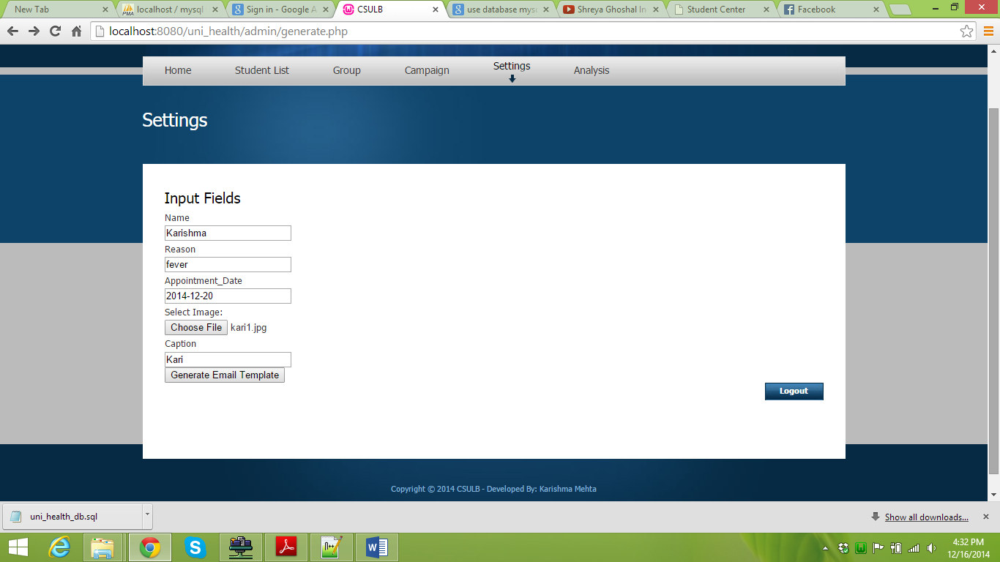 New Tab
localhost / mysql
Sign in - Google A
CSULB
use database myso
Shreya Ghoshal In
Student Center
Facebook
localhost:8080/uni_health/admin/generate.php
Home
Student List
Group
Campaign
Settings
Analysis
Settings
Input Fields
Name
Karishma
Reason
fever
Appointment_Date
2014-12-20
Select Image:
Choose File kari1.jpg
Caption
Kari
Generate Email Template
Logout
Copyright © 2014 CSULB - Developed By: Karishma Mehta
uni_health_db.sql
Show all downloads...
4:32 PM
12/16/2014